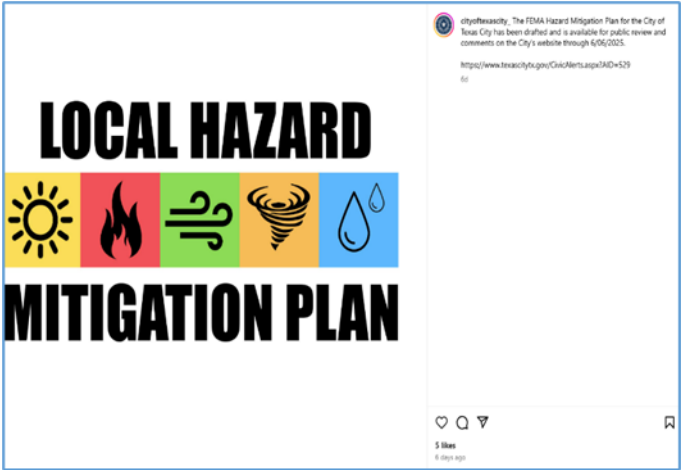 LOCAL HAZARD
MITIGATION PLAN
cityoftexascity_ The FEMA Hazard Mitigation Plan for the City of
Texas City has been drafted and is available for public review and
comments on the City's website through 6/06/2025.
https://www.texascitytx.gov/CivicAlerts.aspx?AID=529
6d
5 likes
6 days ago